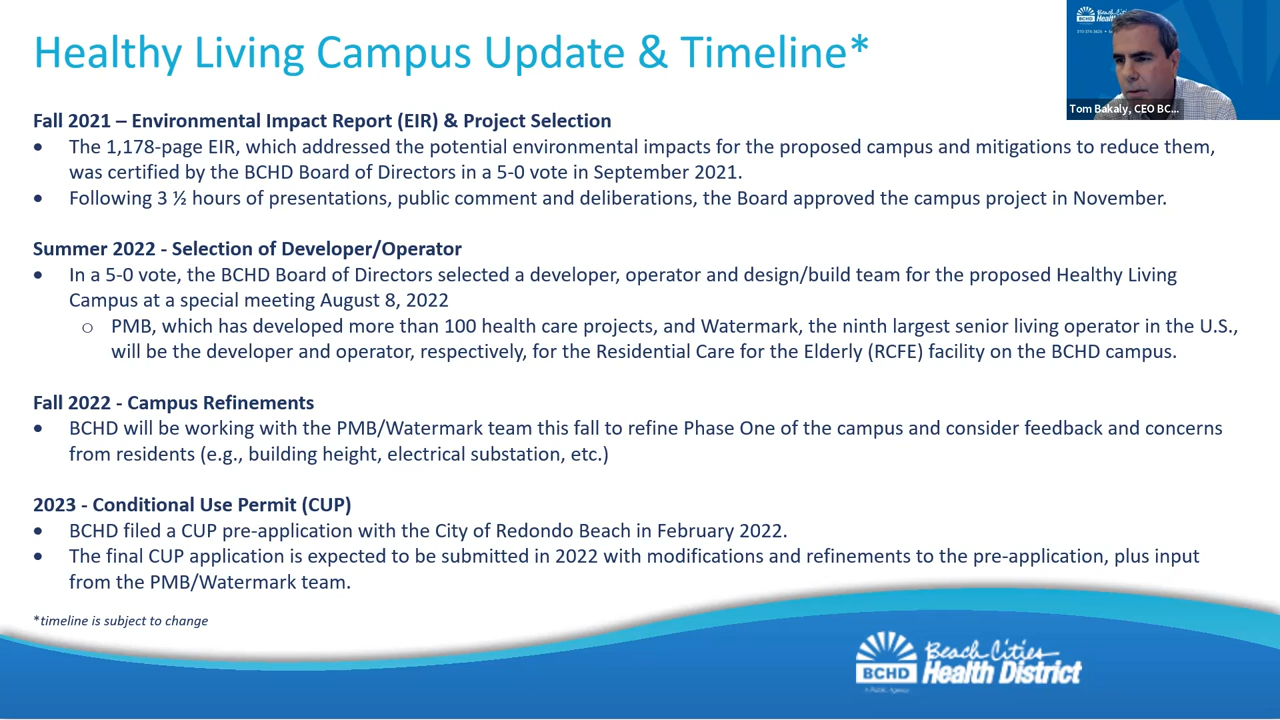 Healthy Living Campus Update & Timeline*
BCHD
Beach Cities
Health
Tom Bakaly, CEO BC...
Fall 2021 – Environmental Impact Report (EIR) & Project Selection
• The 1,178-page EIR, which addressed the potential environmental impacts for the proposed campus and mitigations to reduce them,
was certified by the BCHD Board of Directors in a 5-0 vote in September 2021.
• Following 3 ½ hours of presentations, public comment and deliberations, the Board approved the campus project in November.
Summer 2022 - Selection of Developer/Operator
• In a 5-0 vote, the BCHD Board of Directors selected a developer, operator and design/build team for the proposed Healthy Living
Campus at a special meeting August 8, 2022
○ PMB, which has developed more than 100 health care projects, and Watermark, the ninth largest senior living operator in the U.S.,
will be the developer and operator, respectively, for the Residential Care for the Elderly (RCFE) facility on the BCHD campus.
Fall 2022 - Campus Refinements
• BCHD will be working with the PMB/Watermark team this fall to refine Phase One of the campus and consider feedback and concerns
from residents (e.g., building height, electrical substation, etc.)
2023 - Conditional Use Permit (CUP)
• BCHD filed a CUP pre-application with the City of Redondo Beach in February 2022.
• The final CUP application is expected to be submitted in 2022 with modifications and refinements to the pre-application, plus input
from the PMB/Watermark team.
*timeline is subject to change
BCHD
Beach Cities
Health District
A Public Agency